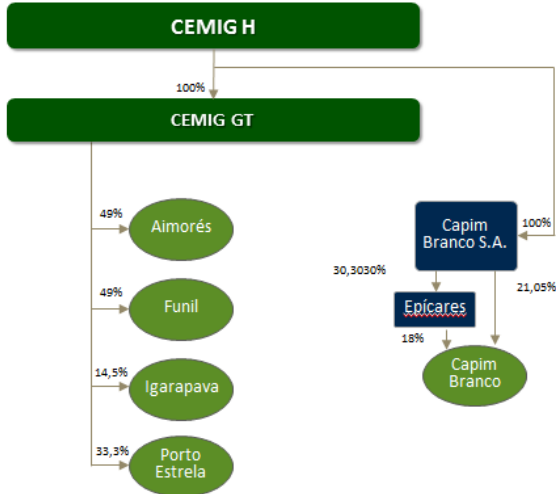 CEMIG H
100%
CEMIG GT
49%
Aimorés
49%
Funil
14,5%
Igarapava
33,3%
Porto
Estrela
Capim
Branco S.A.
100%
30,3030%
21,05%
Epícares
18%
Capim
Branco